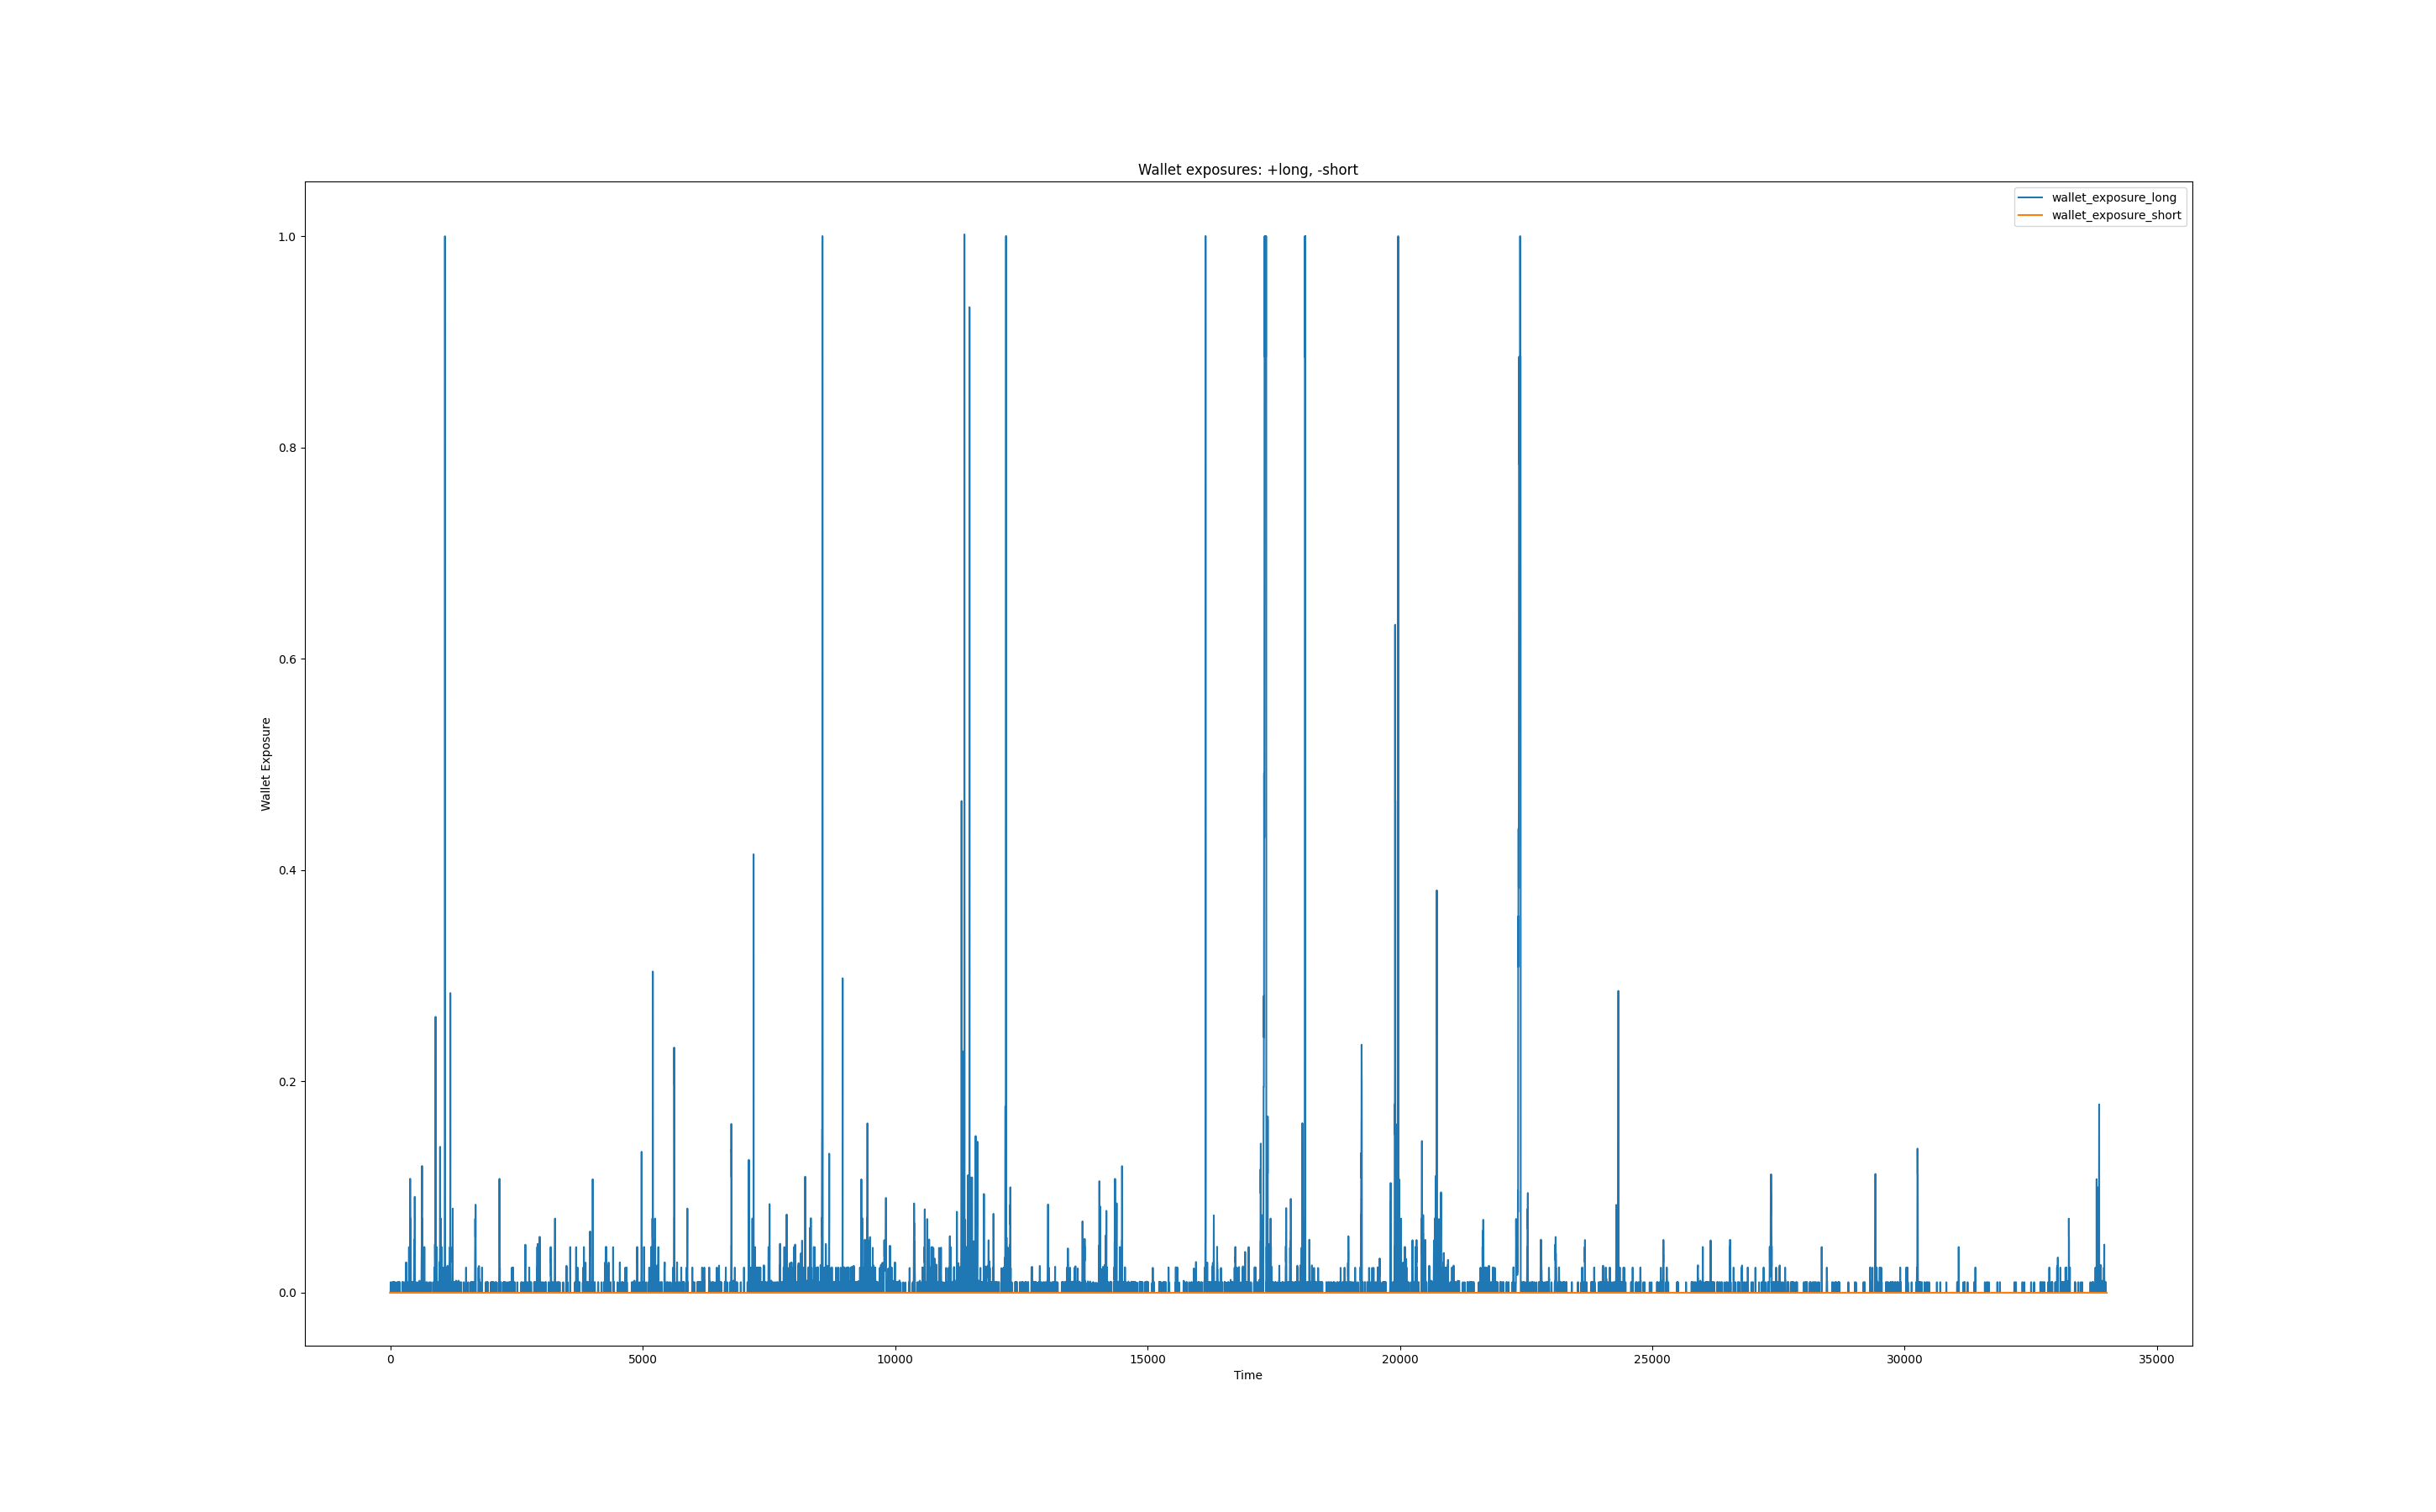 Wallet exposures: +long, -short
wallet_exposure_long
wallet_exposure_short
1.0
0.8
0.6
0.4
0.2
0.0
Wallet Exposure
0 5000 10000 15000 20000 25000 30000 35000
Time